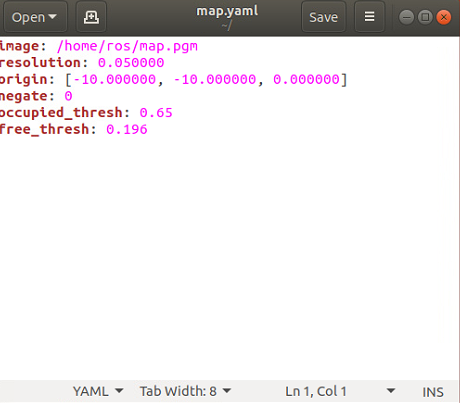 Open
map.yaml
~/
Save
image: /home/ros/map.pgm
resolution: 0.050000
origin: [-10.000000, -10.000000, 0.000000]
negate: 0
occupied_thresh: 0.65
free_thresh: 0.196
YAML Tab Width: 8 Ln 1, Col 1 INS